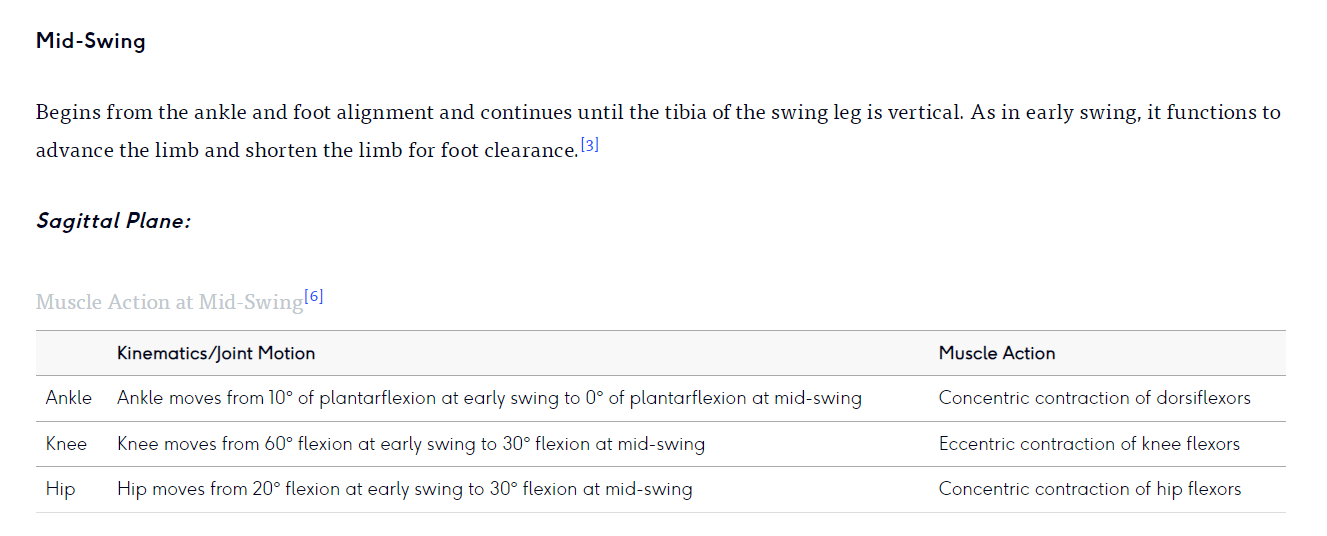 Mid-Swing
Begins from the ankle and foot alignment and continues until the tibia of the swing leg is vertical. As in early swing, it functions to
advance the limb and shorten the limb for foot clearance.[3]
Sagittal Plane:
Muscle Action at Mid-Swing[6]
Kinematics/Joint Motion Muscle Action
Ankle Ankle moves from 10° of plantarflexion at early swing to 0° of plantarflexion at mid-swing Concentric contraction of dorsiflexors
Knee Knee moves from 60° flexion at early swing to 30° flexion at mid-swing Eccentric contraction of knee flexors
Hip Hip moves from 20° flexion at early swing to 30° flexion at mid-swing Concentric contraction of hip flexors